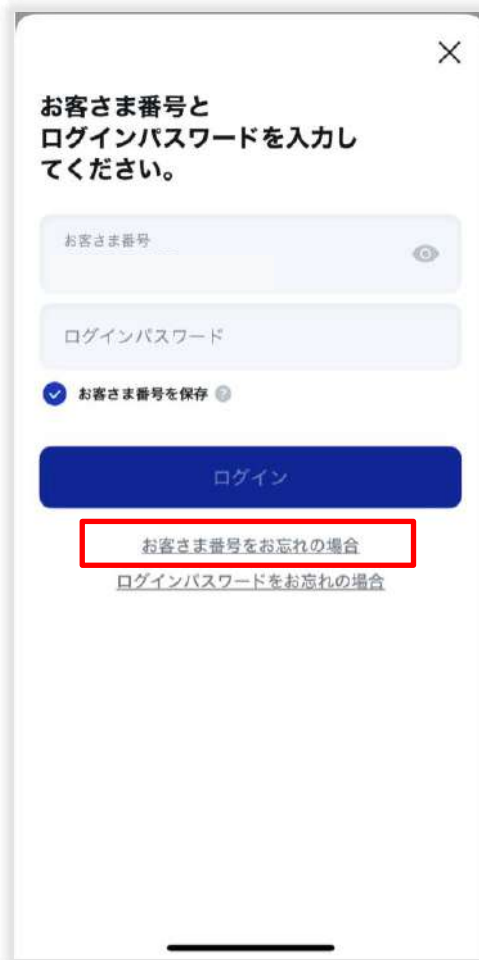 お客さま番号と
ログインパスワードを入力し
てください。
お客さま番号
ログインパスワード
お客さま番号を保存
ログイン
お客さま番号をお忘れの場合
ログインパスワードをお忘れの場合